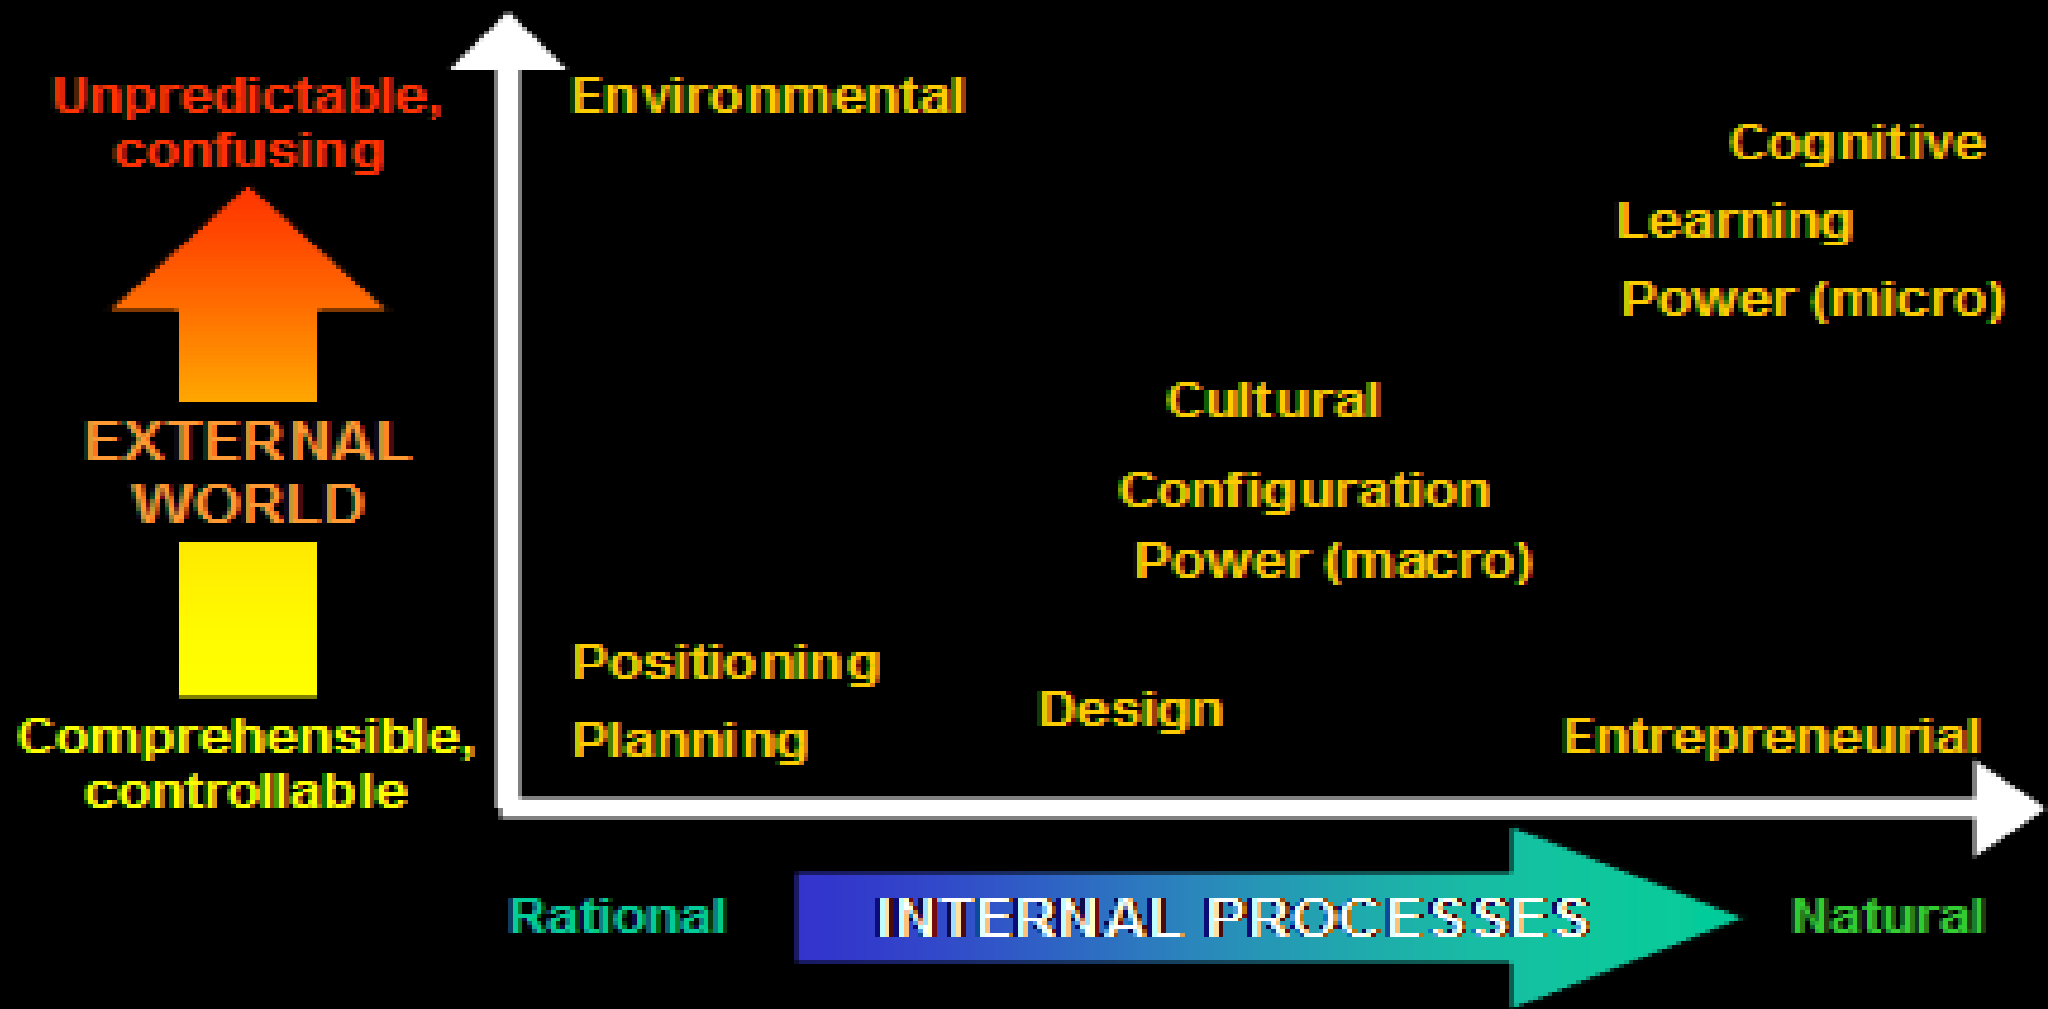 Unpredictable,
confusing
EXTERNAL
WORLD
Comprehensible,
controllable
Environmental
Cognitive
Learning
Power (micro)
Cultural
Configuration
Power (macro)
Positioning
Design
Planning
Entrepreneurial
Rational
INTERNAL PROCESSES
Natural